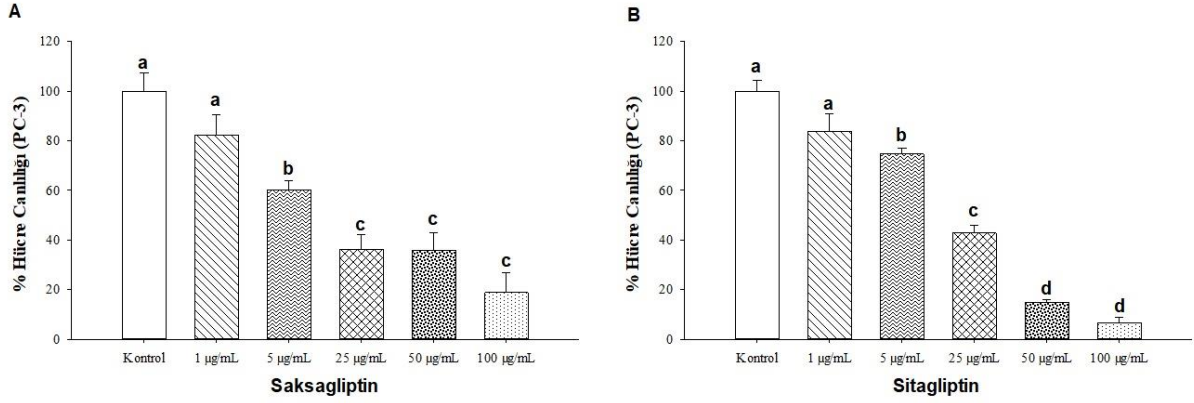 A
% Hücre Canlılığı (PC-3)
120
100
80
60
40
20
0
a
a
b
c
c
c
Kontrol 1 µg/mL 5 µg/mL 25 µg/mL 50 µg/mL 100 µg/mL
Saksagliptin
B
% Hücre Canlılığı (PC-3)
120
100
80
60
40
20
0
a
a
b
c
d
d
Kontrol 1 µg/mL 5 µg/mL 25 µg/mL 50 µg/mL 100 µg/mL
Sitagliptin